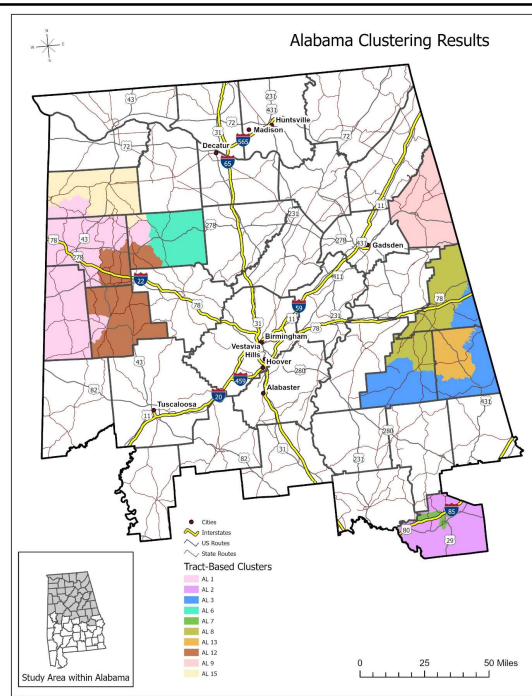 Alabama Clustering Results
N
E
S
W
43
231
431
Huntsville
72
Madison
72
31
565
72
Decatur
65
72
11
43
231
278
78
278
431
Gadsden
278
411
22
78
59
231
78
31
11
Birmingham
78
Vestavia
Hills
Hoover
43
280
459
82
20
Alabaster
Tuscaloosa
11
431
280
31
231
82
85
80
29
Cities
Interstates
US Routes
State Routes
Tract-Based Clusters
AL 1
AL 2
AL 3
AL 6
AL 7
AL 8
AL 13
AL 12
AL 9
AL 15
Study Area within Alabama
0 25 50 Miles